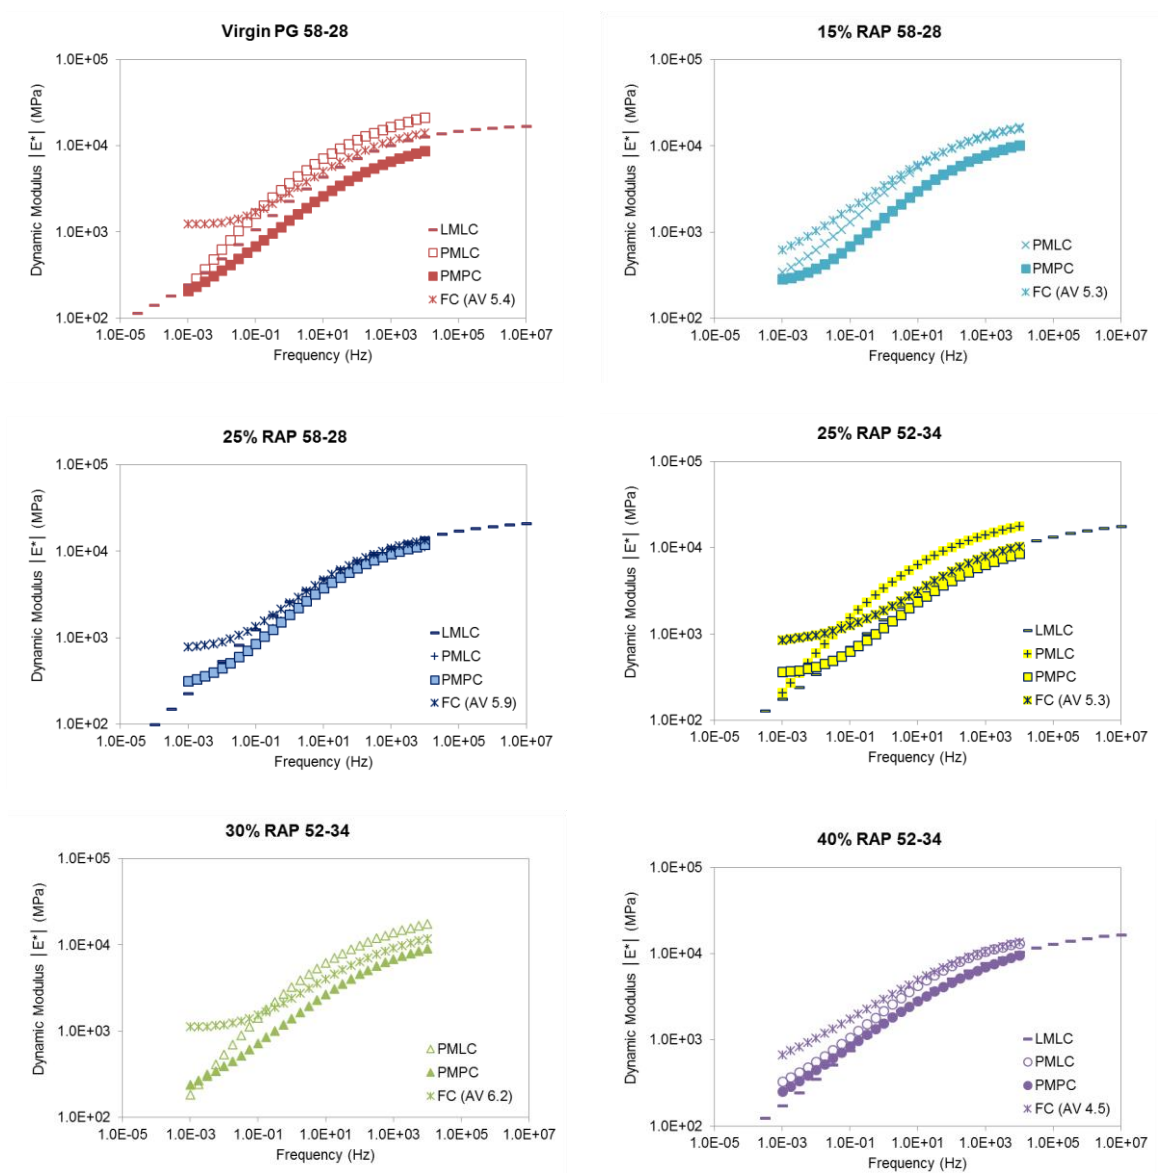 Virgin PG 58-28
Dynamic Modulus |E*| (MPa)
1.0E+05
1.0E+04
1.0E+03
1.0E+02
LMLC
PMLC
PMPC
FC (AV 5.4)
1.0E-05 1.0E-03 1.0E-01 1.0E+01 1.0E+03 1.0E+05 1.0E+07
Frequency (Hz)
15% RAP 58-28
Dynamic Modulus |E*| (MPa)
1.0E+05
1.0E+04
1.0E+03
1.0E+02
PMLC
PMPC
FC (AV 5.3)
1.0E-05 1.0E-03 1.0E-01 1.0E+01 1.0E+03 1.0E+05 1.0E+07
Frequency (Hz)
25% RAP 58-28
Dynamic Modulus |E*| (MPa)
1.0E+05
1.0E+04
1.0E+03
1.0E+02
LMLC
PMLC
PMPC
FC (AV 5.9)
1.0E-05 1.0E-03 1.0E-01 1.0E+01 1.0E+03 1.0E+05 1.0E+07
Frequency (Hz)
25% RAP 52-34
Dynamic Modulus |E*| (MPa)
1.0E+05
1.0E+04
1.0E+03
1.0E+02
LMLC
PMLC
PMPC
FC (AV 5.3)
1.0E-05 1.0E-03 1.0E-01 1.0E+01 1.0E+03 1.0E+05 1.0E+07
Frequency (Hz)
30% RAP 52-34
Dynamic Modulus |E*| (MPa)
1.0E+05
1.0E+04
1.0E+03
1.0E+02
PMLC
PMPC
FC (AV 6.2)
1.0E-05 1.0E-03 1.0E-01 1.0E+01 1.0E+03 1.0E+05 1.0E+07
Frequency (Hz)
40% RAP 52-34
Dynamic Modulus |E*| (MPa)
1.0E+05
1.0E+04
1.0E+03
1.0E+02
LMLC
PMLC
PMPC
FC (AV 4.5)
1.0E-05 1.0E-03 1.0E-01 1.0E+01 1.0E+03 1.0E+05 1.0E+07
Frequency (Hz)